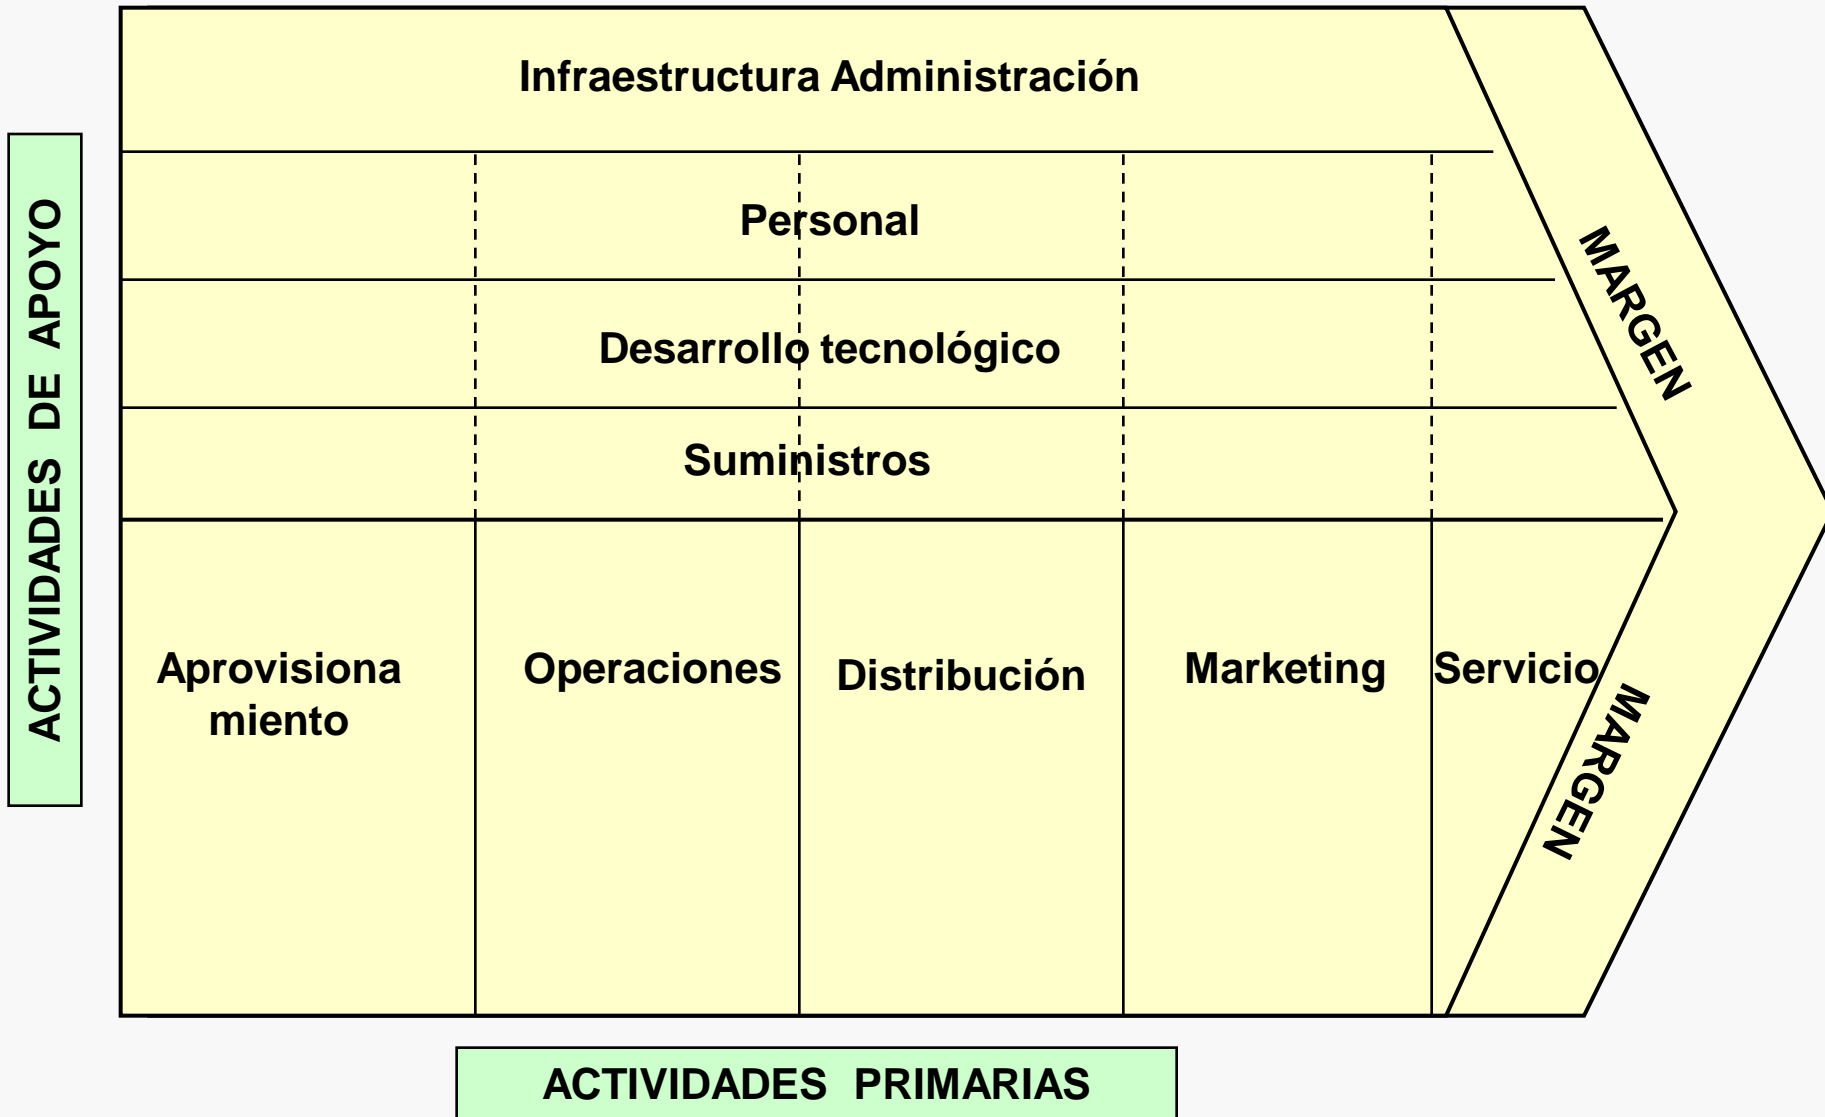 Infraestructura Administración
Personal
Desarrollo tecnológico
Suministros
ACTIVIDADES DE APOYO
MARGEN
Aprovisiona
miento
Operaciones
Distribución
Marketing
Servicio
MARGEN
ACTIVIDADES PRIMARIAS